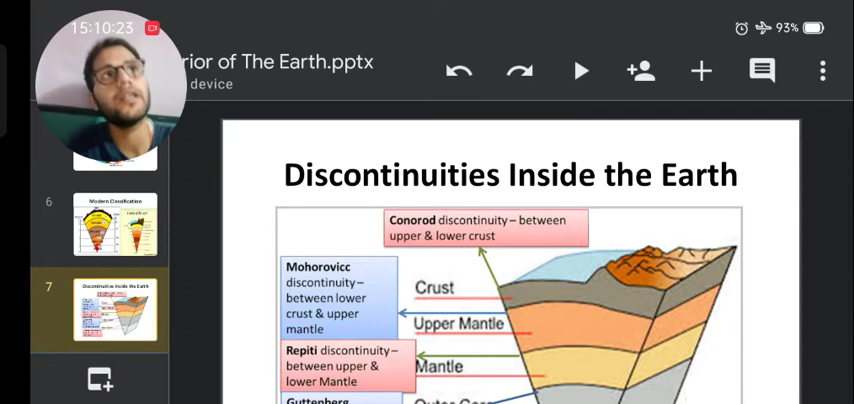 15:10:23
93%
rior of The Earth.pptx
device
6
Modern Classification
7
Discontinuities Inside the Earth
Discontinuities Inside the Earth
Conorod discontinuity– between
upper & lower crust
Mohorovicc
discontinuity–
between lower
crust & upper
mantle
Crust
Upper Mantle
Repiti discontinuity–
between upper &
lower Mantle
Mantle
Guttenberg